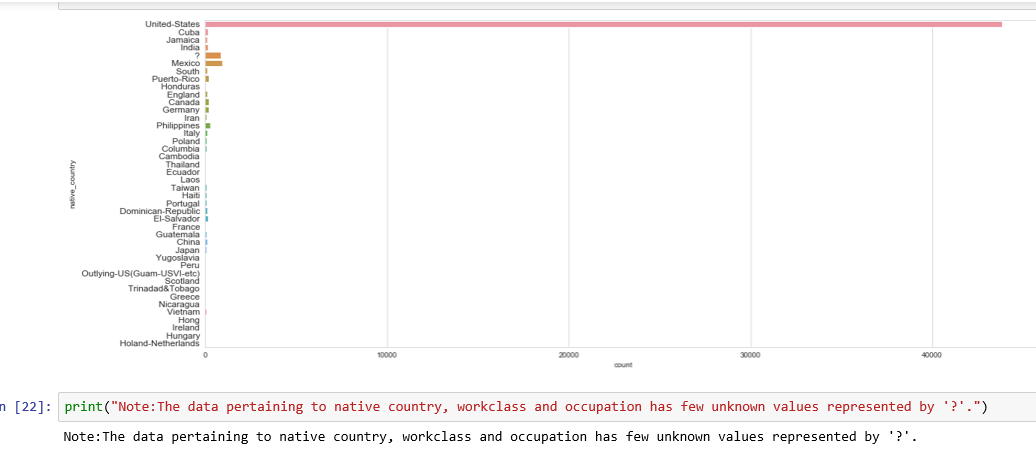 United-States
Cuba
Jamaica
India
?
Mexico
South
Puerto-Rico
Honduras
England
Canada
Germany
Iran
Philippines
Italy
Poland
Columbia
Cambodia
Thailand
Ecuador
Laos
Taiwan
Haiti
Portugal
Dominican-Republic
El-Salvador
France
Guatemala
China
Japan
Yugoslavia
Peru
Outlying-US(Guam-USVI-etc)
Scotland
Trinadad&Tobago
Greece
Nicaragua
Vietnam
Hong
Ireland
Hungary
Holand-Netherlands
native_country
0 10000 20000 30000 40000
count
n [22]: print("Note:The data pertaining to native country, workclass and occupation has few unknown values represented by '?'.")
Note:The data pertaining to native country, workclass and occupation has few unknown values represented by '?'.